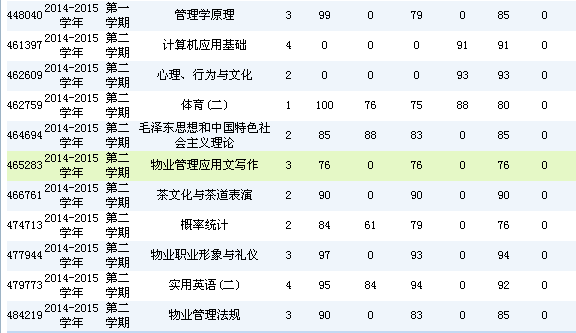 448040 2014-2015学年 第一学期 管理学原理 3 99 0 79 0 85 0
461397 2014-2015学年 第二学期 计算机应用基础 4 0 0 0 91 91 0
462609 2014-2015学年 第二学期 心理、行为与文化 2 0 0 0 93 93 0
462759 2014-2015学年 第二学期 体育(二) 1 100 76 75 88 80 0
464694 2014-2015学年 第二学期 毛泽东思想和中国特色社会主义理论 2 85 88 83 0 85 0
465283 2014-2015学年 第二学期 物业管理应用文写作 3 76 0 76 0 76 0
466761 2014-2015学年 第二学期 茶文化与茶道表演 2 90 0 90 0 90 0
474713 2014-2015学年 第二学期 概率统计 2 84 61 79 0 76 0
477944 2014-2015学年 第二学期 物业职业形象与礼仪 3 97 0 93 0 94 0
479773 2014-2015学年 第二学期 实用英语(二) 4 95 84 94 0 92 0
484219 2014-2015学年 第二学期 物业管理法规 3 90 0 83 0 85 0